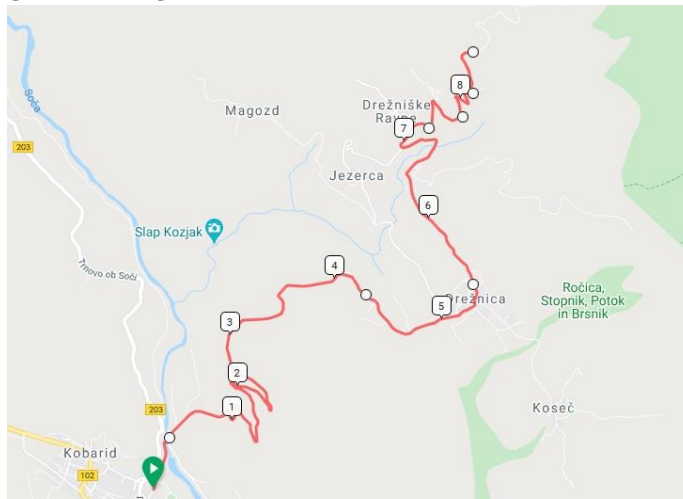 Soča
Magozd
Drežniške
Ravne
8
7
203
Jezerca
6
Slap Kozjak
Trnovo ob Soči
4
Ročica,
Stopnik, Potok
in Brsnik
Drežnica
5
3
2
1
203
Koseč
Kobarid
102